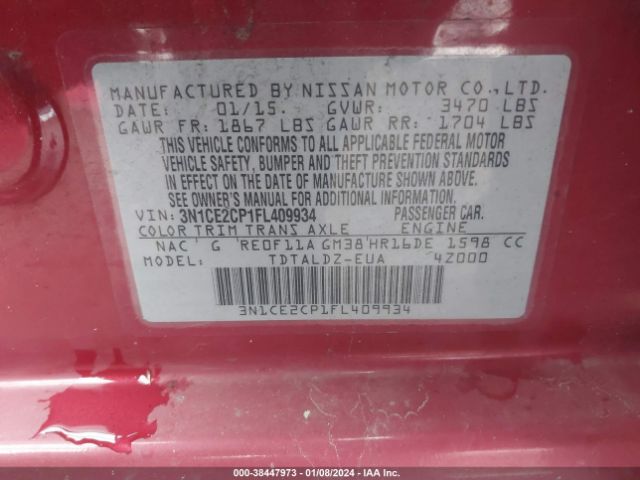 MANUFACTURED BY NISSAN MOTOR CO., LTD.
DATE: 01/15. GVWR: 3470 LBS
GAWR FR: 1867 LBS GAWR RR: 1704 LBS
THIS VEHICLE CONFORMS TO ALL APPLICABLE FEDERAL MOTOR
VEHICLE SAFETY, BUMPER AND THEFT PREVENTION STANDARDS
IN EFFECT ON THE DATE OF MANUFACTURE SHOWN ABOVE.
SEE OWNER'S MANUAL FOR ADDITIONAL INFORMATION.
VIN: 3N1CE2CP1FL409934 PASSENGER CAR.
COLOR TRIM TRANS AXLE ENGINE
NAC G RE0F11A GM38 HR16DE 1598 CC
MODEL: TDTALDZ-EUA 4Z000
3N1CE2CP1FL409934
000-38447973 - 01/08/2024 - IAA Inc.